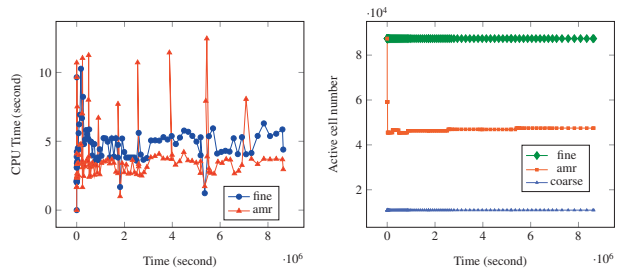 CPU Time (second)
10
5
0
0
2
4
6
8
·10⁶
Time (second)
fine
amr
Active cell number
·10⁴
8
6
4
2
0
2
4
6
8
·10⁶
Time (second)
fine
amr
coarse